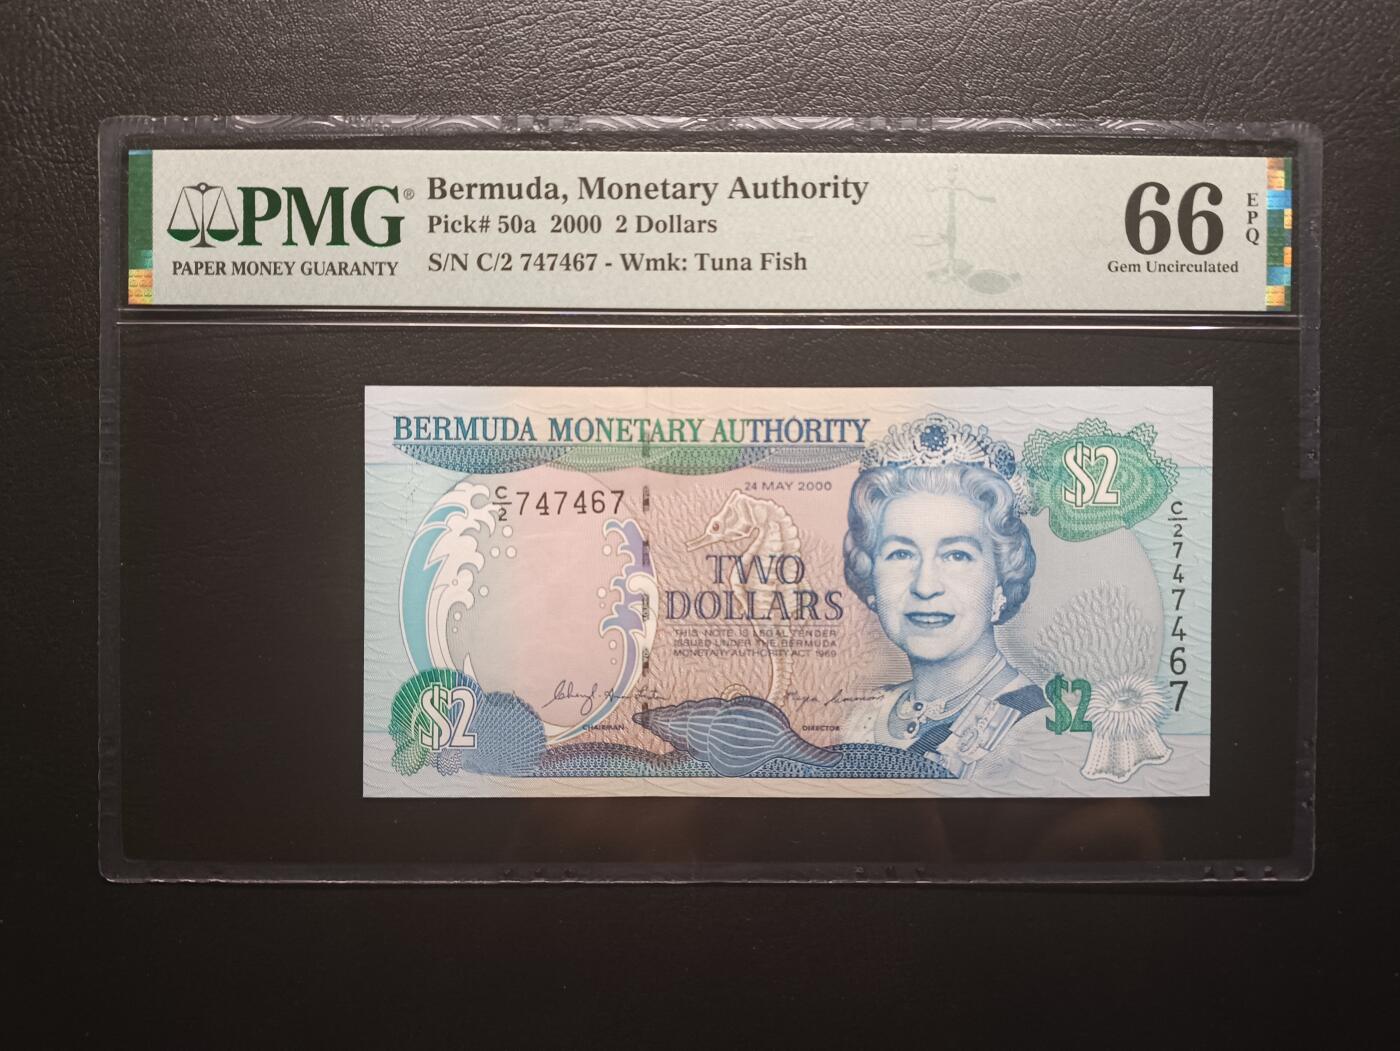 PMG®
PAPER MONEY GUARANTY
Bermuda, Monetary Authority
Pick# 50a 2000 2 Dollars
S/N C/2 747467 - Wmk: Tuna Fish
66
EPQ
Gem Uncirculated
BERMUDA MONETARY AUTHORITY
C/2 747467
24 MAY 2000
$2
C/2 747467
TWO
DOLLARS
THIS NOTE IS LEGAL TENDER
ISSUED UNDER THE BERMUDA
MONETARY AUTHORITY ACT 1969
$2
$2
CHAIRMAN
DIRECTOR